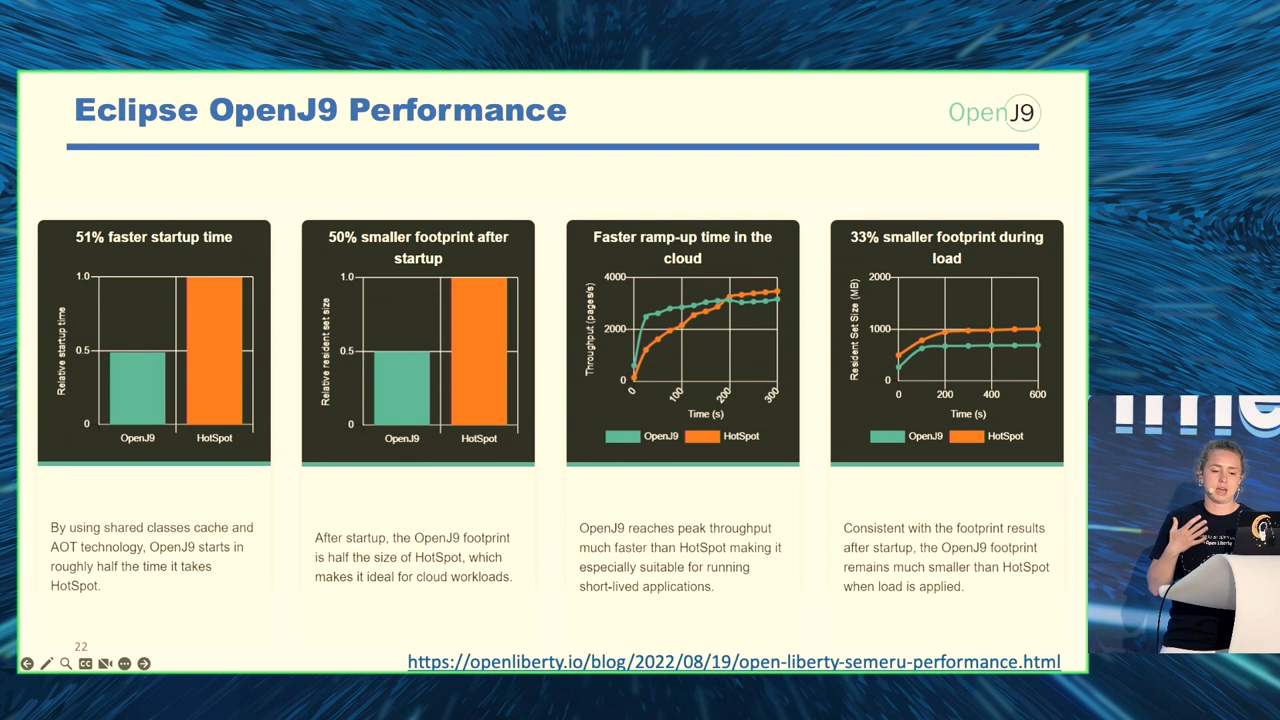 Eclipse OpenJ9 Performance
OpenJ9
51% faster startup time
Relative startup time
1.0
0.5
0
OpenJ9
HotSpot
By using shared classes cache and
AOT technology, OpenJ9 starts in
roughly half the time it takes
HotSpot.
50% smaller footprint after
startup
Relative resident set size
1.0
0.5
0
OpenJ9
HotSpot
After startup, the OpenJ9 footprint
is half the size of HotSpot, which
makes it ideal for cloud workloads.
Faster ramp-up time in the
cloud
Throughput (pages/s)
4000
2000
0
0
100
200
300
Time (s)
OpenJ9
HotSpot
OpenJ9 reaches peak throughput
much faster than HotSpot making it
especially suitable for running
short-lived applications.
33% smaller footprint during
load
Resident Set Size (MB)
2000
1000
0
0
200
400
600
Time (s)
OpenJ9
HotSpot
Consistent with the footprint results
after startup, the OpenJ9 footprint
remains much smaller than HotSpot
when load is applied.
22
CC
https://openliberty.io/blog/2022/08/19/open-liberty-semeru-performance.html
Open Liberty